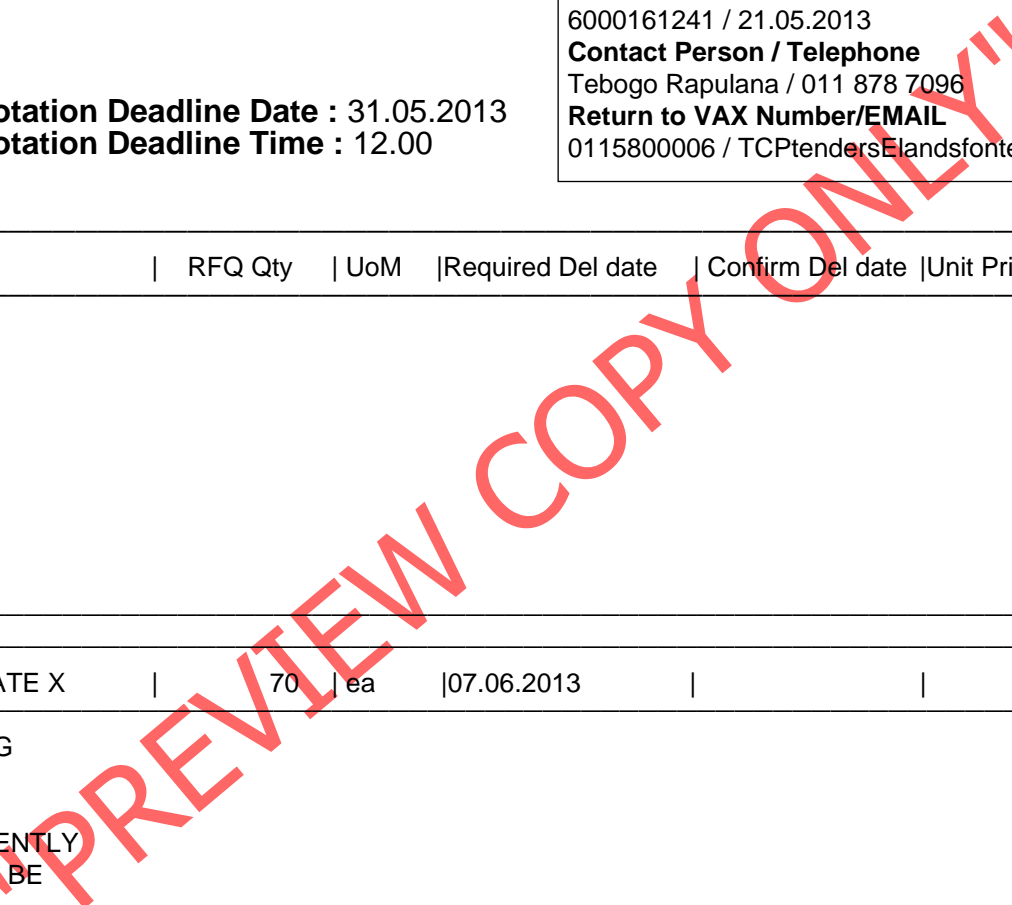 6000161241 / 21.05.2013
Contact Person / Telephone
Tebogo Rapulana / 011 878 7096
Return to VAX Number/EMAIL
0115800006 / TCPtendersElandsfonte
otation Deadline Date : 31.05.2013
otation Deadline Time : 12.00
| RFQ Qty | UoM |Required Del date | Confirm Del date |Unit Pri
ATE X | 70 | ea |07.06.2013 | |
G
ENTLY
BE
"PREVIEW COPY ONLY"